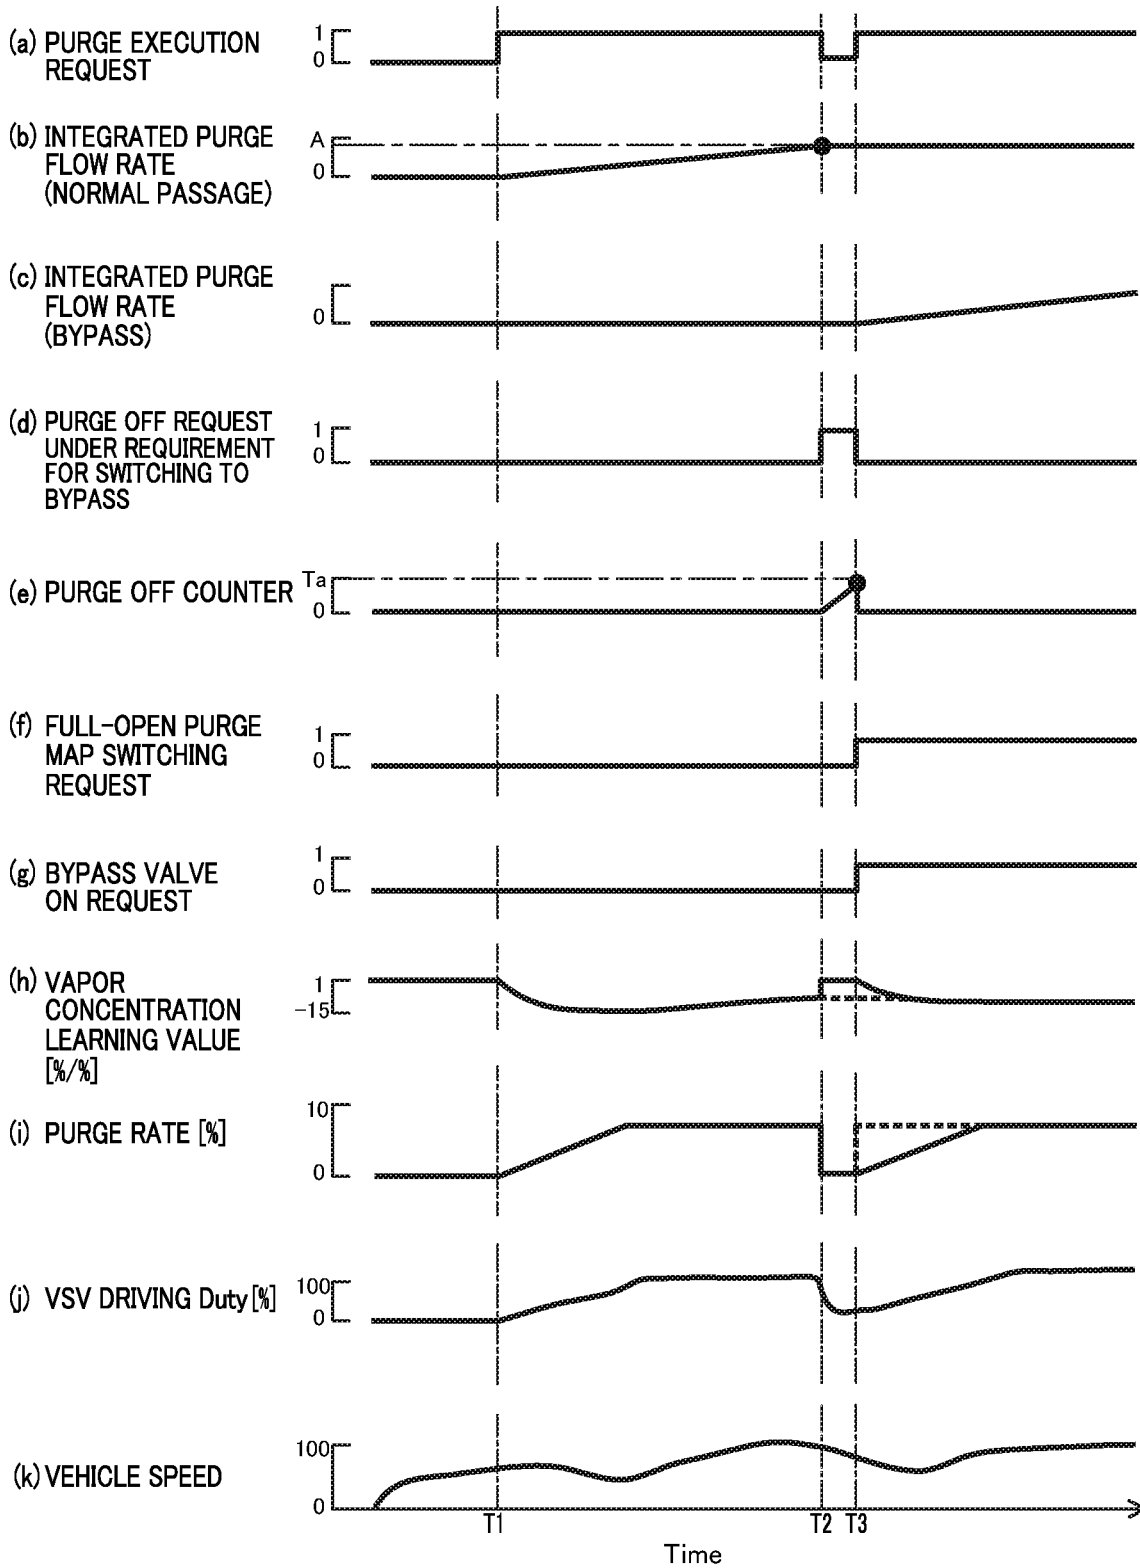 (a) PURGE EXECUTION
REQUEST
1
0
(b) INTEGRATED PURGE
FLOW RATE
(NORMAL PASSAGE)
A
0
(c) INTEGRATED PURGE
FLOW RATE
(BYPASS)
0
(d) PURGE OFF REQUEST
UNDER REQUIREMENT
FOR SWITCHING TO
BYPASS
1
0
(e) PURGE OFF COUNTER
Ta
0
(f) FULL-OPEN PURGE
MAP SWITCHING
REQUEST
1
0
(g) BYPASS VALVE
ON REQUEST
1
0
(h) VAPOR
CONCENTRATION
LEARNING VALUE
[%/%]
1
-15
(i) PURGE RATE [%]
10
0
(j) VSV DRIVING Duty [%]
100
0
(k) VEHICLE SPEED
100
0
T1 T2 T3
Time